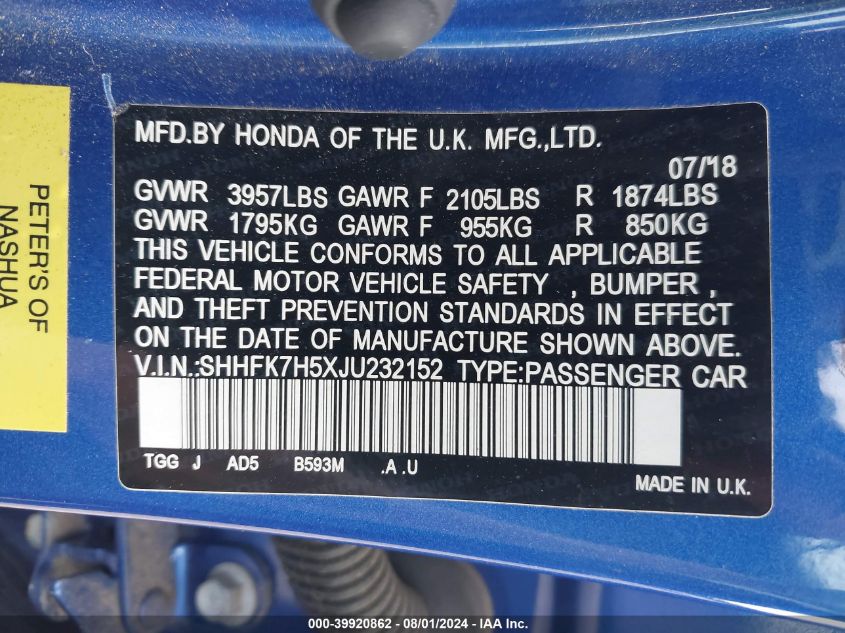 PETER'S OF
NASHUA
MFD.BY HONDA OF THE U.K. MFG.,LTD.
07/'18
GVWR 3957LBS GAWR F 2105LBS R 1874LBS
GVWR 1795KG GAWR F 955KG R 850KG
THIS VEHICLE CONFORMS TO ALL APPLICABLE
FEDERAL MOTOR VEHICLE SAFETY , BUMPER ,
AND THEFT PREVENTION STANDARDS IN EFFECT
ON THE DATE OF MANUFACTURE SHOWN ABOVE.
V.I.N.:SHHFK7H5XJU232152 TYPE:PASSENGER CAR
TGG J AD5 B593M .A .U
MADE IN U.K.
000-39920862 - 08/01/2024 - IAA Inc.